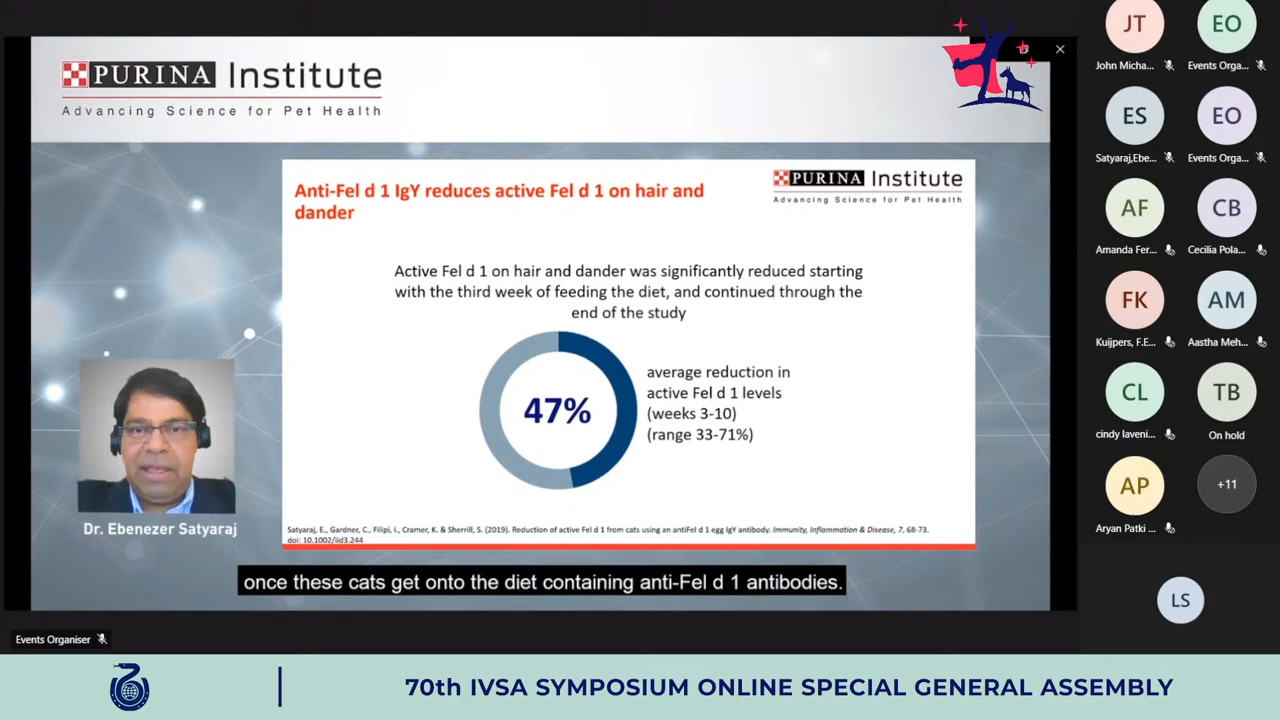 PURINA Institute
Advancing Science for Pet Health
PURINA Institute
Advancing Science for Pet Health
Anti-Fel d 1 IgY reduces active Fel d 1 on hair and
dander
Active Fel d 1 on hair and dander was significantly reduced starting
with the third week of feeding the diet, and continued through the
end of the study
47%
average reduction in
active Fel d 1 levels
(weeks 3-10)
(range 33-71%)
Satyaraj, E., Gardner, C., Filipi, I., Cramer, K. & Sherrill, S. (2019). Reduction of active Fel d 1 from cats using an antiFel d 1 egg IgY antibody. Immunity, Inflammation & Disease, 7, 68-73.
doi: 10.1002/iid3.244
Dr. Ebenezer Satyaraj
once these cats get onto the diet containing anti-Fel d 1 antibodies.
JT
John Micha...
EO
Events Orga...
ES
Satyaraj,Ebe...
EO
Events Orga...
AF
Amanda Fer...
CB
Cecilia Pola...
FK
Kuijpers, F.E...
AM
Aastha Meh...
CL
cindy laveni...
TB
On hold
AP
Aryan Patki ...
+11
LS
Events Organiser
70th IVSA SYMPOSIUM ONLINE SPECIAL GENERAL ASSEMBLY